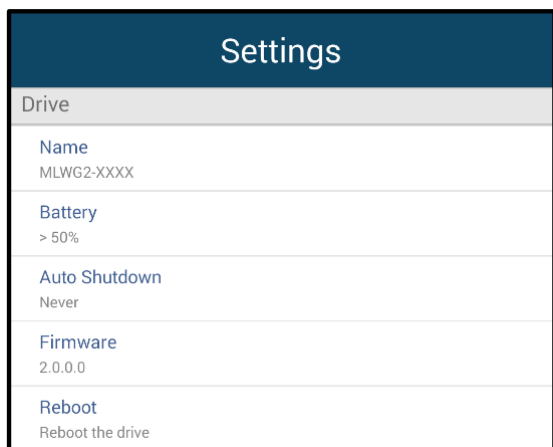 Settings
Drive
Name
MLWG2-XXXX
Battery
> 50%
Auto Shutdown
Never
Firmware
2.0.0.0
Reboot
Reboot the drive